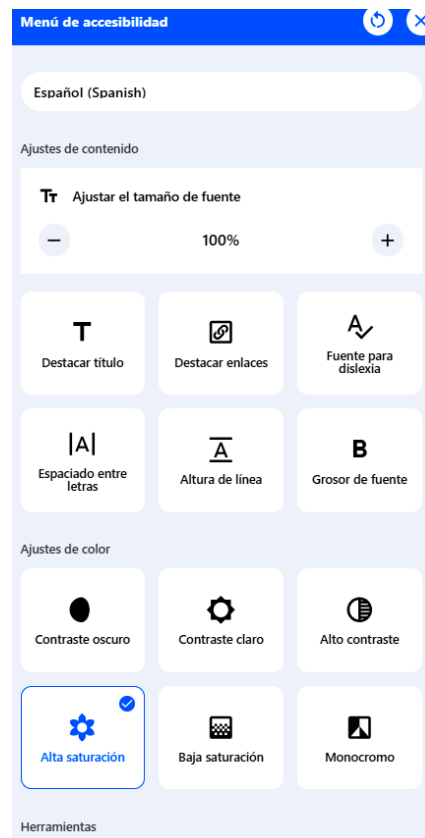 Menú de accesibilidad
Español (Spanish)
Ajustes de contenido
Ajustar el tamaño de fuente
100%
Destacar título
Destacar enlaces
Fuente para
dislexia
Espaciado entre
letras
Altura de línea
Grosor de fuente
Ajustes de color
Contraste oscuro
Contraste claro
Alto contraste
Alta saturación
Baja saturación
Monocromo
Herramientas